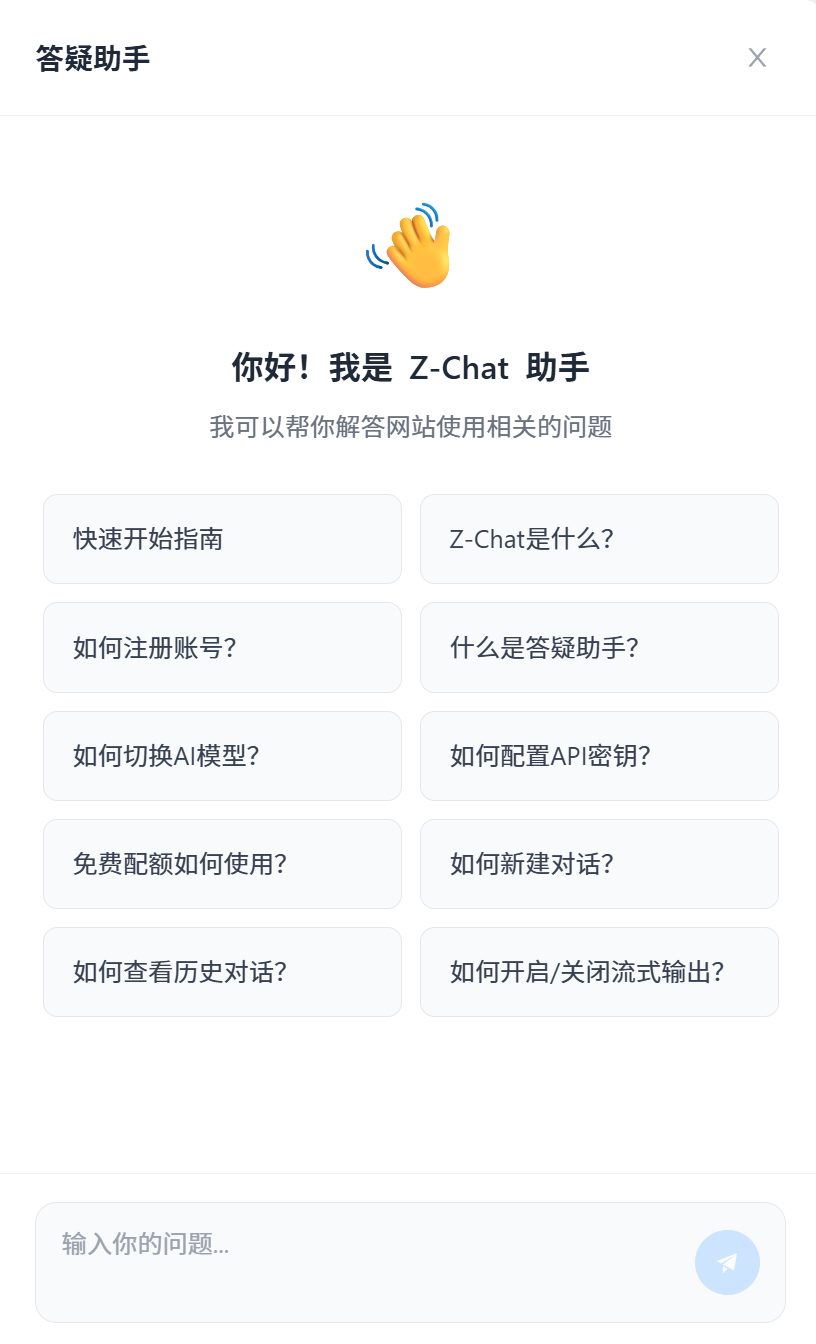 答疑助手
你好！我是 Z-Chat 助手
我可以帮你解答网站使用相关的问题
快速开始指南
Z-Chat是什么？
如何注册账号？
什么是答疑助手？
如何切换AI模型？
如何配置API密钥？
免费配额如何使用？
如何新建对话？
如何查看历史对话？
如何开启/关闭流式输出？
输入你的问题...